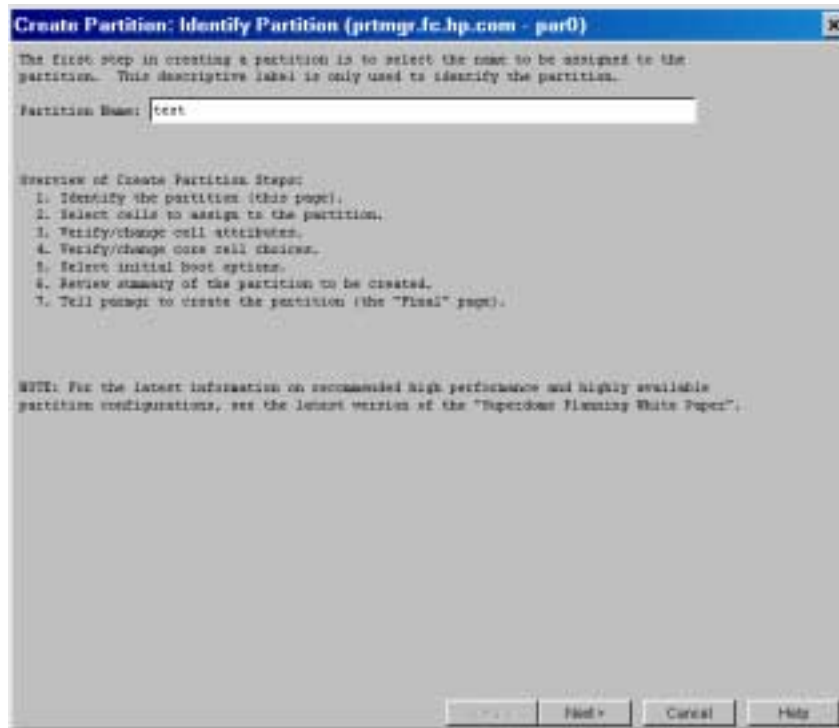 Create Partition: Identify Partition (prtmgr.fc.hp.com - par0)
The first step in creating a partition is to select the name to be assigned to the
partition. This descriptive label is only used to identify the partition.
Partition Name: test
Overview of Create Partition Steps:
1. Identify the partition (this page).
2. Select cells to assign to the partition.
3. Verify/change cell attributes.
4. Verify/change core cell choices.
5. Select initial boot options.
6. Review summary of the partition to be created.
7. Tell parmgr to create the partition (the "Final" page).
NOTE: For the latest information on recommended high performance and highly available
partition configurations, see the latest version of the "Superdome Planning White Paper".
Next > Cancel Help